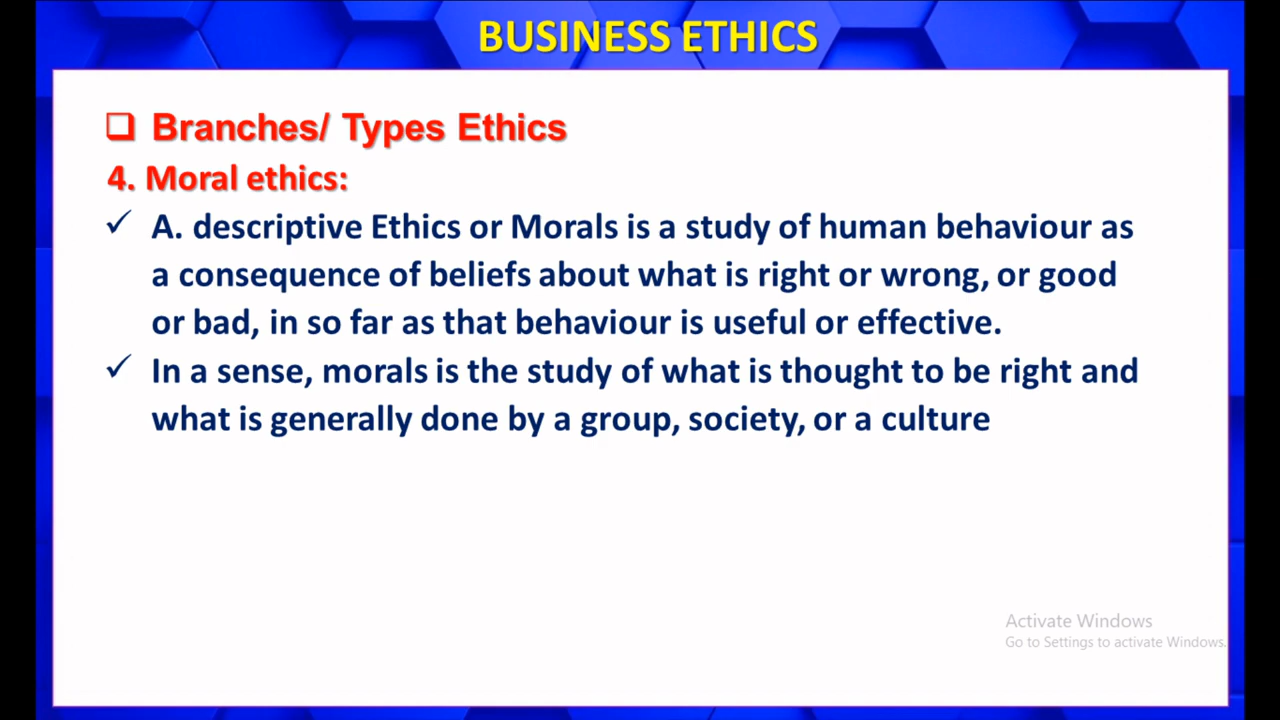 BUSINESS ETHICS
Branches/ Types Ethics
4. Moral ethics:
A. descriptive Ethics or Morals is a study of human behaviour as
a consequence of beliefs about what is right or wrong, or good
or bad, in so far as that behaviour is useful or effective.
In a sense, morals is the study of what is thought to be right and
what is generally done by a group, society, or a culture
Activate Windows
Go to Settings to activate Windows.